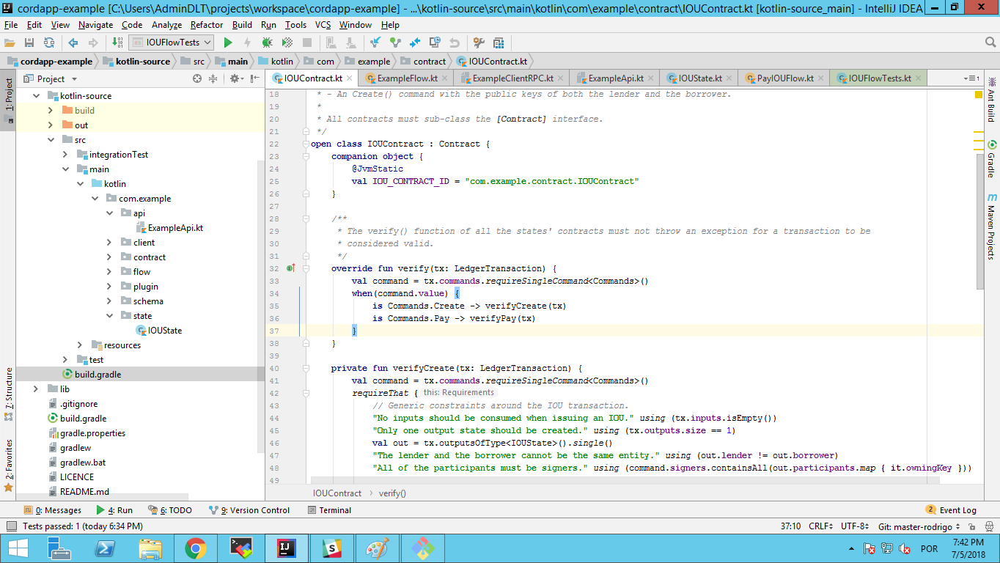 cordapp-example [C:\Users\AdminDLT\projects\workspace\cordapp-example] - ...\kotlin-source\src\main\kotlin\com\example\contract\IOUContract.kt [kotlin-source_main] - IntelliJ IDEA
File Edit View Navigate Code Analyze Refactor Build Run Tools VCS Window Help
IOUFlowTests
cordapp-example kotlin-source src main kotlin com example contract IOUContract.kt
Project
IOUContract.kt ExampleFlow.kt ExampleClientRPC.kt ExampleApi.kt IOUState.kt PayIOUFlow.kt IOUFlowTests.kt
1: Project
7: Structure
2: Favorites
kotlin-source
build
out
src
integrationTest
main
kotlin
com.example
api
ExampleApi.kt
client
contract
flow
plugin
schema
state
IOUState
resources
test
build.gradle
lib
.gitignore
build.gradle
gradle.properties
gradlew
gradlew.bat
LICENCE
README.md
18 * - An Create() command with the public keys of both the lender and the borrower.
19 *
20 * All contracts must sub-class the [Contract] interface.
21 */
22 open class IOUContract : Contract {
23 companion object {
24 @JvmStatic
25 val IOU_CONTRACT_ID = "com.example.contract.IOUContract"
26 }
27
28 /**
29 * The verify() function of all the states' contracts must not throw an exception for a transaction to be
30 * considered valid.
31 */
32 override fun verify(tx: LedgerTransaction) {
33 val command = tx.commands.requireSingleCommand<Commands>()
34 when(command.value) {
35 is Commands.Create -> verifyCreate(tx)
36 is Commands.Pay -> verifyPay(tx)
37 }
38 }
39
40 private fun verifyCreate(tx: LedgerTransaction) {
41 val command = tx.commands.requireSingleCommand<Commands>()
42 requireThat { this: Requirements
43 // Generic constraints around the IOU transaction.
44 "No inputs should be consumed when issuing an IOU." using (tx.inputs.isEmpty())
45 "Only one output state should be created." using (tx.outputs.size == 1)
46 val out = tx.outputsOfType<IOUState>().single()
47 "The lender and the borrower cannot be the same entity." using (out.lender != out.borrower)
48 "All of the participants must be signers." using (command.signers.containsAll(out.participants.map { it.owningKey }))
49
IOUContract verify()
Ant Build
Gradle
Maven Projects
0: Messages 4: Run 6: TODO 9: Version Control Terminal 2 Event Log
Tests passed: 1 (today 6:34 PM) 37:10 CRLF UTF-8 Git: master-rodrigo
POR
7:42 PM
7/5/2018